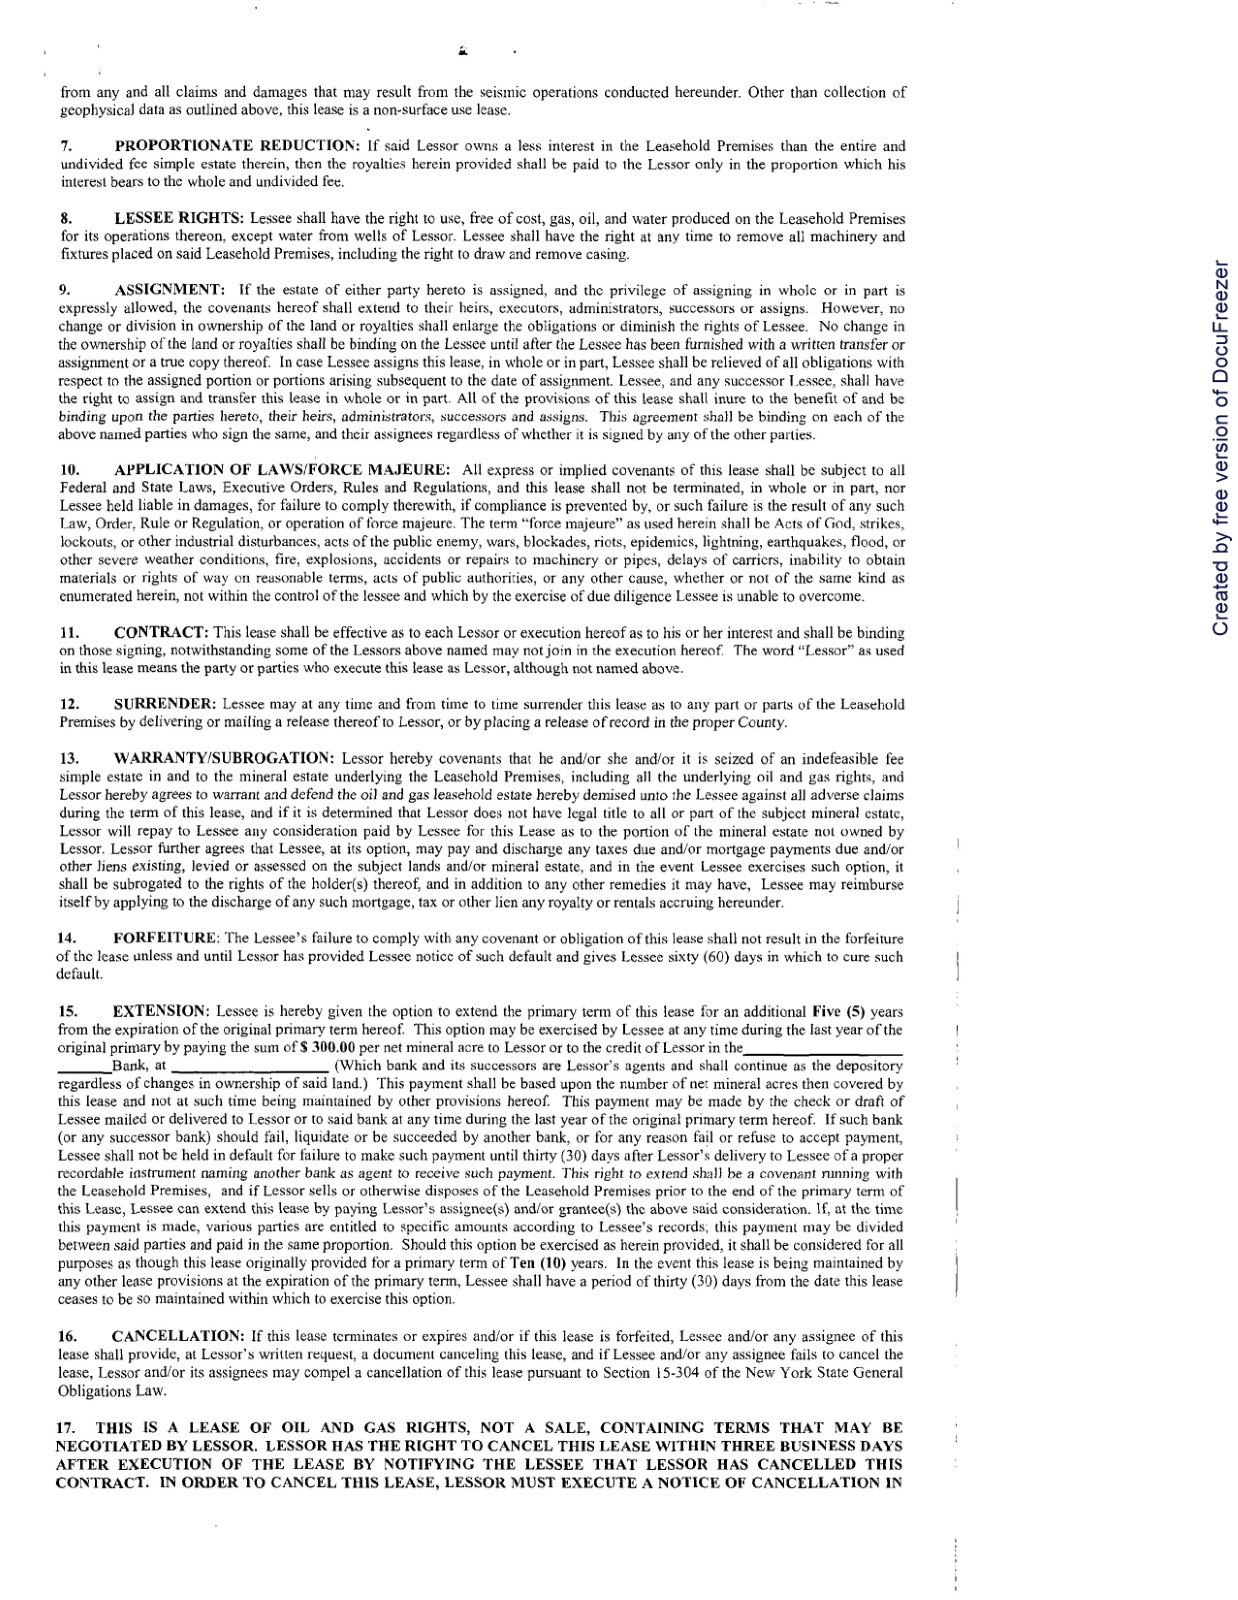 from any and all claims and damages that may result from the seismic operations conducted hereunder. Other than collection of
geophysical data as outlined above, this lease is a non-surface use lease.
7. PROPORTIONATE REDUCTION: If said Lessor owns a less interest in the Leasehold Premises than the entire and
undivided fee simple estate therein, then the royalties herein provided shall be paid to the Lessor only in the proportion which his
interest bears to the whole and undivided fee.
8. LESSEE RIGHTS: Lessee shall have the right to use, free of cost, gas, oil, and water produced on the Leasehold Premises
for its operations thereon, except water from wells of Lessor. Lessee shall have the right at any time to remove all machinery and
fixtures placed on said Leasehold Premises, including the right to draw and remove casing.
9. ASSIGNMENT: If the estate of either party hereto is assigned, and the privilege of assigning in whole or in part is
expressly allowed, the covenants hereof shall extend to their heirs, executors, administrators, successors or assigns. However, no
change or division in ownership of the land or royalties shall enlarge the obligations or diminish the rights of Lessee. No change in
the ownership of the land or royalties shall be binding on the Lessee until after the Lessee has been furnished with a written transfer or
assignment or a true copy thereof. In case Lessee assigns this lease, in whole or in part, Lessee shall be relieved of all obligations with
respect to the assigned portion or portions arising subsequent to the date of assignment. Lessee, and any successor Lessee, shall have
the right to assign and transfer this lease in whole or in part. All of the provisions of this lease shall inure to the benefit of and be
binding upon the parties hereto, their heirs, administrators, successors and assigns. This agreement shall be binding on each of the
above named parties who sign the same, and their assignees regardless of whether it is signed by any of the other parties.
10. APPLICATION OF LAWS/FORCE MAJEURE: All express or implied covenants of this lease shall be subject to all
Federal and State Laws, Executive Orders, Rules and Regulations, and this lease shall not be terminated, in whole or in part, nor
Lessee held liable in damages, for failure to comply therewith, if compliance is prevented by, or such failure is the result of any such
Law, Order, Rule or Regulation, or operation of force majeure. The term “force majeure” as used herein shall be Acts of God, strikes,
lockouts, or other industrial disturbances, acts of the public enemy, wars, blockades, riots, epidemics, lightning, earthquakes, flood, or
other severe weather conditions, fire, explosions, accidents or repairs to machinery or pipes, delays of carriers, inability to obtain
materials or rights of way on reasonable terms, acts of public authorities, or any other cause, whether or not of the same kind as
enumerated herein, not within the control of the lessee and which by the exercise of due diligence Lessee is unable to overcome.
11. CONTRACT: This lease shall be effective as to each Lessor or execution hereof as to his or her interest and shall be binding
on those signing, notwithstanding some of the Lessors above named may not join in the execution hereof. The word “Lessor” as used
in this lease means the party or parties who execute this lease as Lessor, although not named above.
12. SURRENDER: Lessee may at any time and from time to time surrender this lease as to any part or parts of the Leasehold
Premises by delivering or mailing a release thereof to Lessor, or by placing a release of record in the proper County.
13. WARRANTY/SUBROGATION: Lessor hereby covenants that he and/or she and/or it is seized of an indefeasible fee
simple estate in and to the mineral estate underlying the Leasehold Premises, including all the underlying oil and gas rights, and
Lessor hereby agrees to warrant and defend the oil and gas leasehold estate hereby demised unto the Lessee against all adverse claims
during the term of this lease, and if it is determined that Lessor does not have legal title to all or part of the subject mineral estate,
Lessor will repay to Lessee any consideration paid by Lessee for this Lease as to the portion of the mineral estate not owned by
Lessor. Lessor further agrees that Lessee, at its option, may pay and discharge any taxes due and/or mortgage payments due and/or
other liens existing, levied or assessed on the subject lands and/or mineral estate, and in the event Lessee exercises such option, it
shall be subrogated to the rights of the holder(s) thereof, and in addition to any other remedies it may have, Lessee may reimburse
itself by applying to the discharge of any such mortgage, tax or other lien any royalty or rentals accruing hereunder.
14. FORFEITURE: The Lessee’s failure to comply with any covenant or obligation of this lease shall not result in the forfeiture
of the lease unless and until Lessor has provided Lessee notice of such default and gives Lessee sixty (60) days in which to cure such
default.
15. EXTENSION: Lessee is hereby given the option to extend the primary term of this lease for an additional Five (5) years
from the expiration of the original primary term hereof. This option may be exercised by Lessee at any time during the last year of the
original primary by paying the sum of $ 300.00 per net mineral acre to Lessor or to the credit of Lessor in the____________________
_______Bank, at ____________________ (Which bank and its successors are Lessor’s agents and shall continue as the depository
regardless of changes in ownership of said land.) This payment shall be based upon the number of net mineral acres then covered by
this lease and not at such time being maintained by other provisions hereof. This payment may be made by the check or draft of
Lessee mailed or delivered to Lessor or to said bank at any time during the last year of the original primary term hereof. If such bank
(or any successor bank) should fail, liquidate or be succeeded by another bank, or for any reason fail or refuse to accept payment,
Lessee shall not be held in default for failure to make such payment until thirty (30) days after Lessor’s delivery to Lessee of a proper
recordable instrument naming another bank as agent to receive such payment. This right to extend shall be a covenant running with
the Leasehold Premises, and if Lessor sells or otherwise disposes of the Leasehold Premises prior to the end of the primary term of
this Lease, Lessee can extend this lease by paying Lessor’s assignee(s) and/or grantee(s) the above said consideration. If, at the time
this payment is made, various parties are entitled to specific amounts according to Lessee’s records, this payment may be divided
between said parties and paid in the same proportion. Should this option be exercised as herein provided, it shall be considered for all
purposes as though this lease originally provided for a primary term of Ten (10) years. In the event this lease is being maintained by
any other lease provisions at the expiration of the primary term, Lessee shall have a period of thirty (30) days from the date this lease
ceases to be so maintained within which to exercise this option.
16. CANCELLATION: If this lease terminates or expires and/or if this lease is forfeited, Lessee and/or any assignee of this
lease shall provide, at Lessor’s written request, a document canceling this lease, and if Lessee and/or any assignee fails to cancel the
lease, Lessor and/or its assignees may compel a cancellation of this lease pursuant to Section 15-304 of the New York State General
Obligations Law.
17. THIS IS A LEASE OF OIL AND GAS RIGHTS, NOT A SALE, CONTAINING TERMS THAT MAY BE
NEGOTIATED BY LESSOR. LESSOR HAS THE RIGHT TO CANCEL THIS LEASE WITHIN THREE BUSINESS DAYS
AFTER EXECUTION OF THE LEASE BY NOTIFYING THE LESSEE THAT LESSOR HAS CANCELLED THIS
CONTRACT. IN ORDER TO CANCEL THIS LEASE, LESSOR MUST EXECUTE A NOTICE OF CANCELLATION IN
Created by free version of DocuFreezer